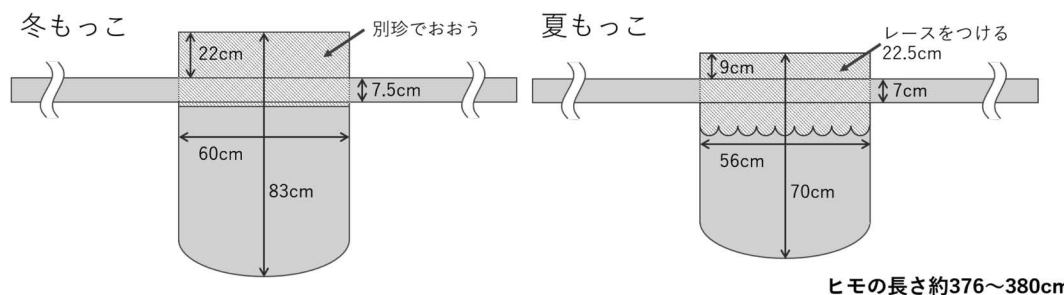 冬もっこ
別珍でおおう
22cm
7.5cm
60cm
83cm
夏もっこ
レースをつける
22.5cm
9cm
7cm
56cm
70cm
ヒモの長さ約376～380cm